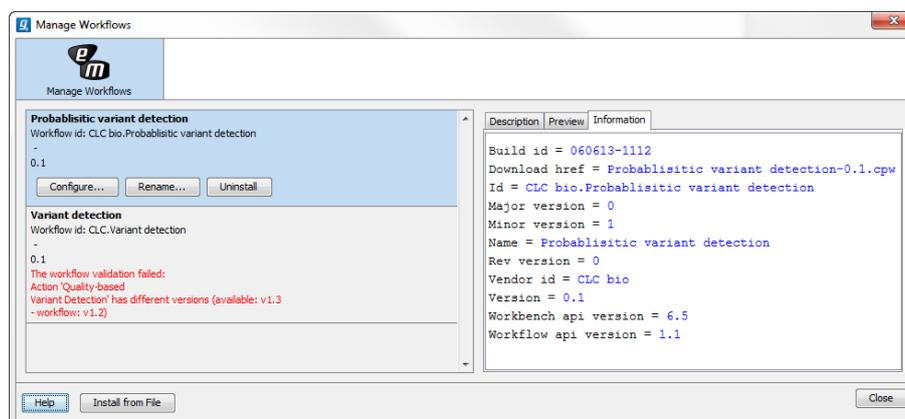 Manage Workflows
Manage Workflows
Probablisitic variant detection
Workflow id: CLC bio.Probablisitic variant detection
-
0.1
Configure...
Rename...
Uninstall
Variant detection
Workflow id: CLC.Variant detection
-
0.1
The workflow validation failed:
Action 'Quality-based
Variant Detection' has different versions (available: v1.3
- workflow: v1.2)
Description
Preview
Information
Build id = 060613-1112
Download href = Probablisitic variant detection-0.1.cpw
Id = CLC bio.Probablisitic variant detection
Major version = 0
Minor version = 1
Name = Probablisitic variant detection
Rev version = 0
Vendor id = CLC bio
Version = 0.1
Workbench api version = 6.5
Workflow api version = 1.1
Help
Install from File
Close